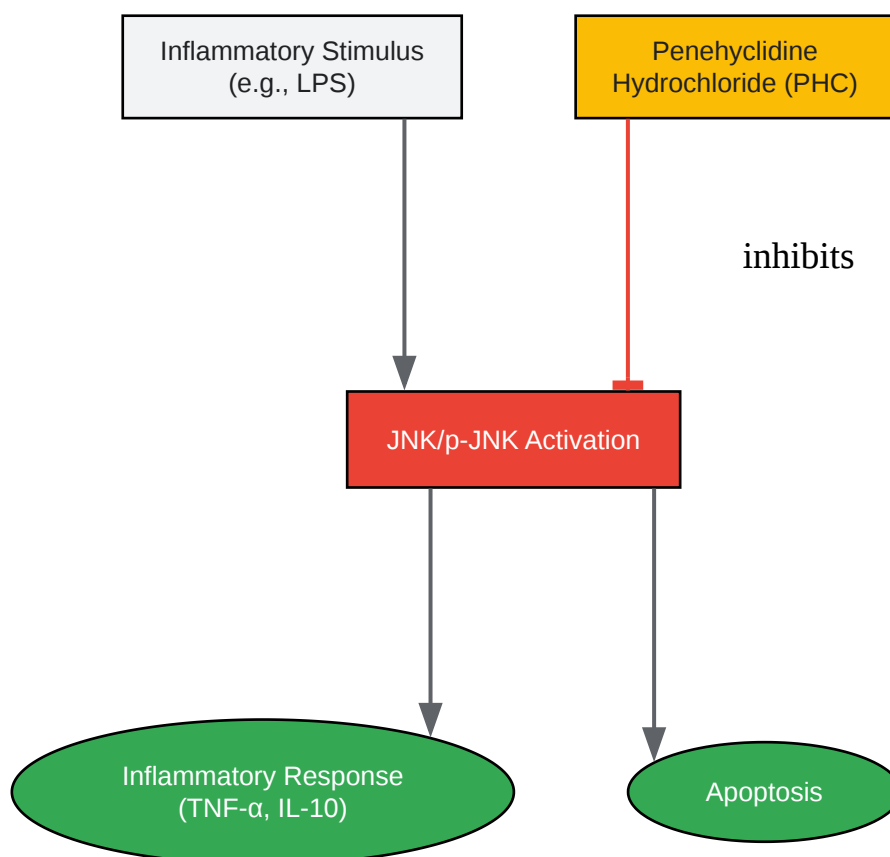 Inflammatory Stimulus
(e.g., LPS)
Penehyclidine
Hydrochloride (PHC)
inhibits
JNK/p-JNK Activation
Inflammatory Response
(TNF-α, IL-10)
Apoptosis